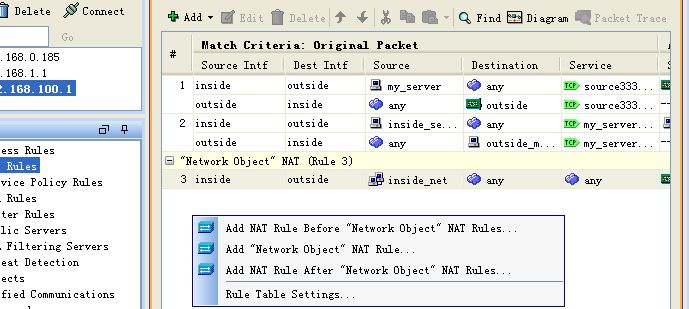 Delete Connect
Go
.168.0.185
.168.1.1
.168.100.1
ess Rules
Rules
vice Policy Rules
Rules
ter Rules
lic Servers
Filtering Servers
eat Detection
ects
fied Communications
Add Edit Delete Find Diagram Packet Trace
# Match Criteria: Original Packet
Source Intf Dest Intf Source Destination Service
1 inside outside my_server any TCP source333...
outside inside any outside TCP source333...
2 inside outside inside_se... any TCP my_server...
outside inside any outside_m... TCP my_server...
"Network Object" NAT (Rule 3)
3 inside outside inside_net any any
Add NAT Rule Before "Network Object" NAT Rules...
Add "Network Object" NAT Rule...
Add NAT Rule After "Network Object" NAT Rules...
Rule Table Settings...